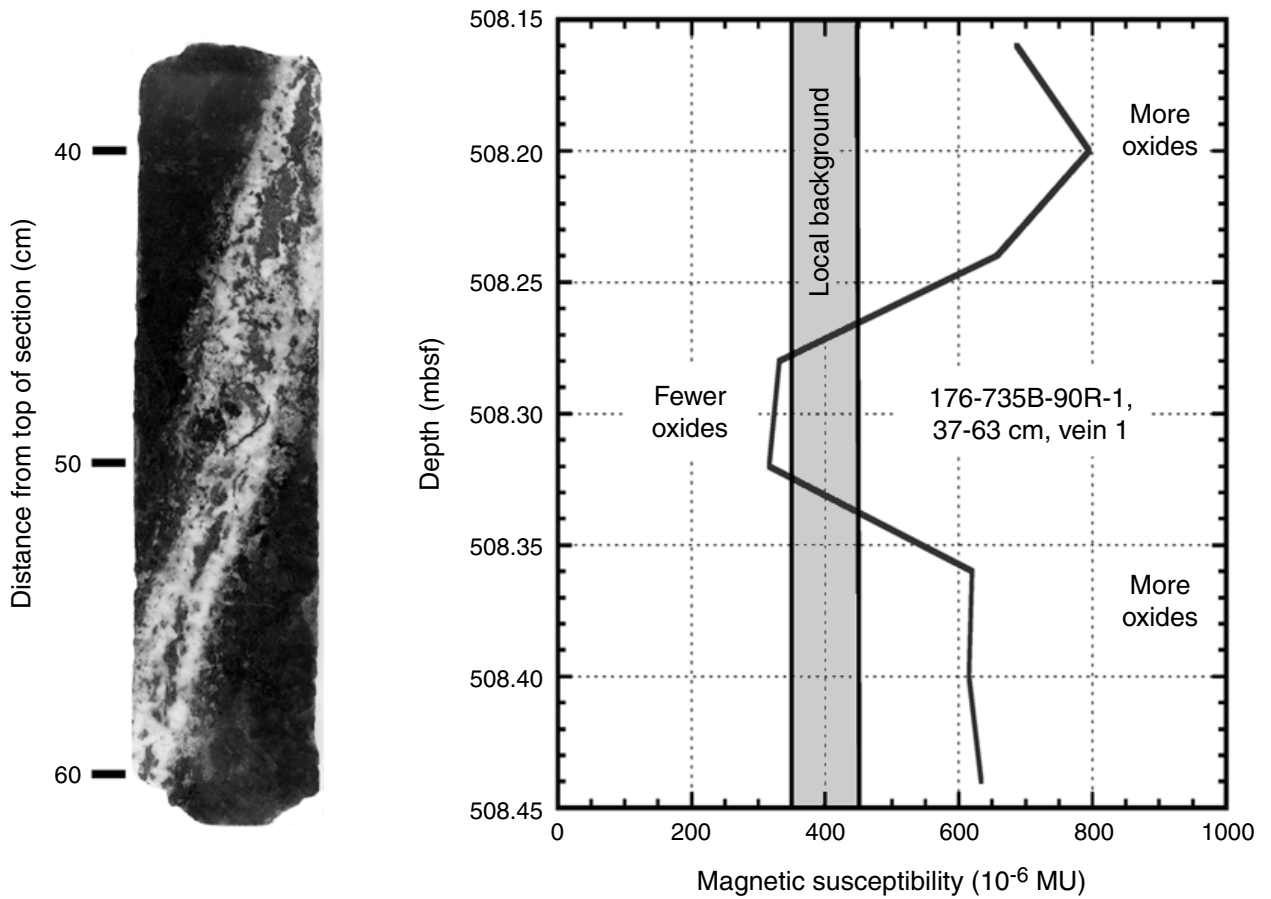 Distance from top of section (cm)
40
50
60
Depth (mbsf)
508.15
508.20
508.25
508.30
508.35
508.40
508.45
Local background
More
oxides
Fewer
oxides
176-735B-90R-1,
37-63 cm, vein 1
More
oxides
0
200
400
600
800
1000
Magnetic susceptibility (10-6 MU)